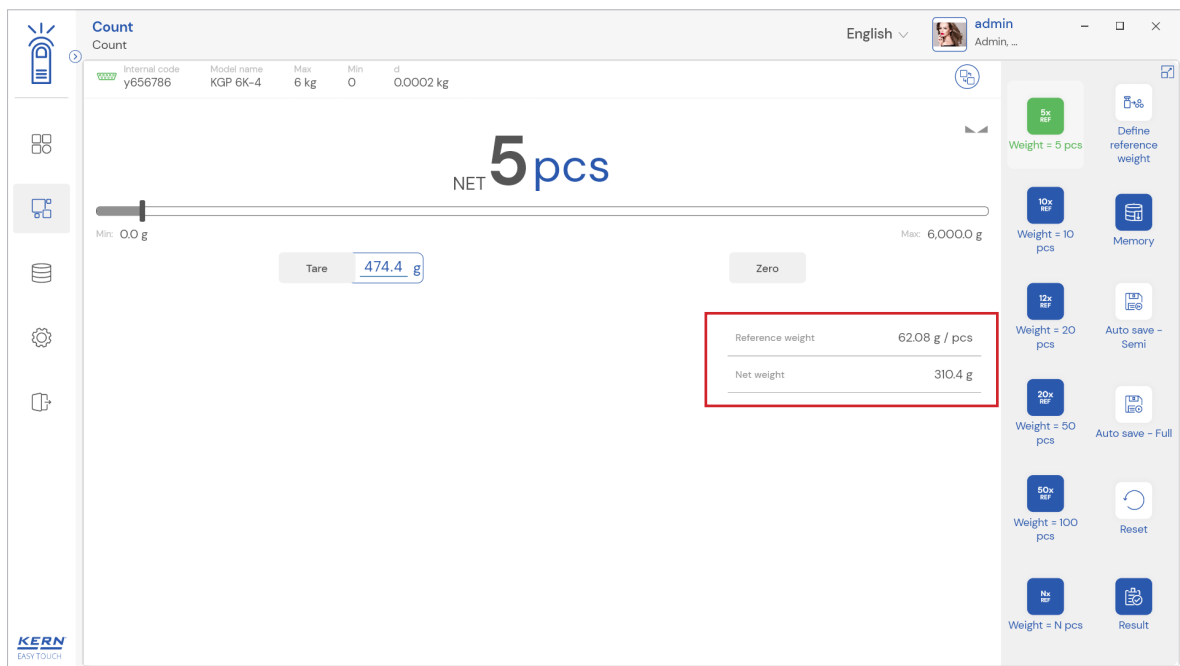 Count
Count
English
admin
Admin, ...
Internal code
y656786
Model name
KGP 6K-4
Max
6 kg
Min
0
d
0.0002 kg
NET 5 pcs
Min: 0.0 g
Max: 6,000.0 g
Tare 474.4 g
Zero
Reference weight 62.08 g / pcs
Net weight 310.4 g
5x
REF
Weight = 5 pcs
Define
reference
weight
10x
REF
Weight = 10
pcs
Memory
12x
REF
Weight = 20
pcs
Auto save -
Semi
20x
REF
Weight = 50
pcs
Auto save - Full
50x
REF
Weight = 100
pcs
Reset
Nx
REF
Weight = N pcs
Result
KERN
EASY TOUCH